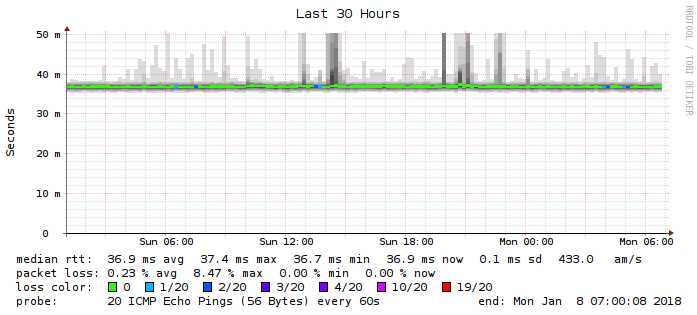 Last 30 Hours
RRDTOOL / TOBI OETIKER
Seconds
50 m
40 m
30 m
20 m
10 m
0
Sun 06:00 Sun 12:00 Sun 18:00 Mon 00:00 Mon 06:00
median rtt: 36.9 ms avg 37.4 ms max 36.7 ms min 36.9 ms now 0.1 ms sd 433.0 am/s
packet loss: 0.23 % avg 8.47 % max 0.00 % min 0.00 % now
loss color: 0 1/20 2/20 3/20 4/20 10/20 19/20
probe: 20 ICMP Echo Pings (56 Bytes) every 60s end: Mon Jan 8 07:00:08 2018